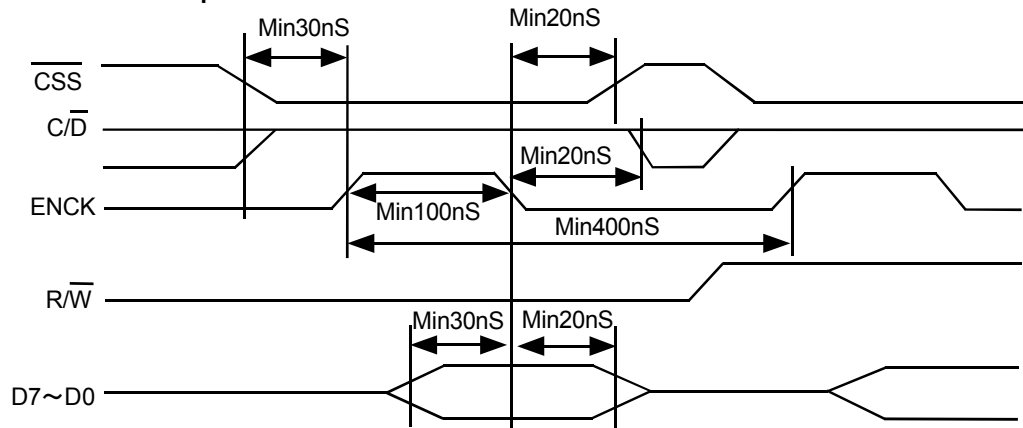 Min30nS
Min20nS
CSS
C/D
Min20nS
ENCK
Min100nS
Min400nS
R/W
Min30nS
Min20nS
D7～D0